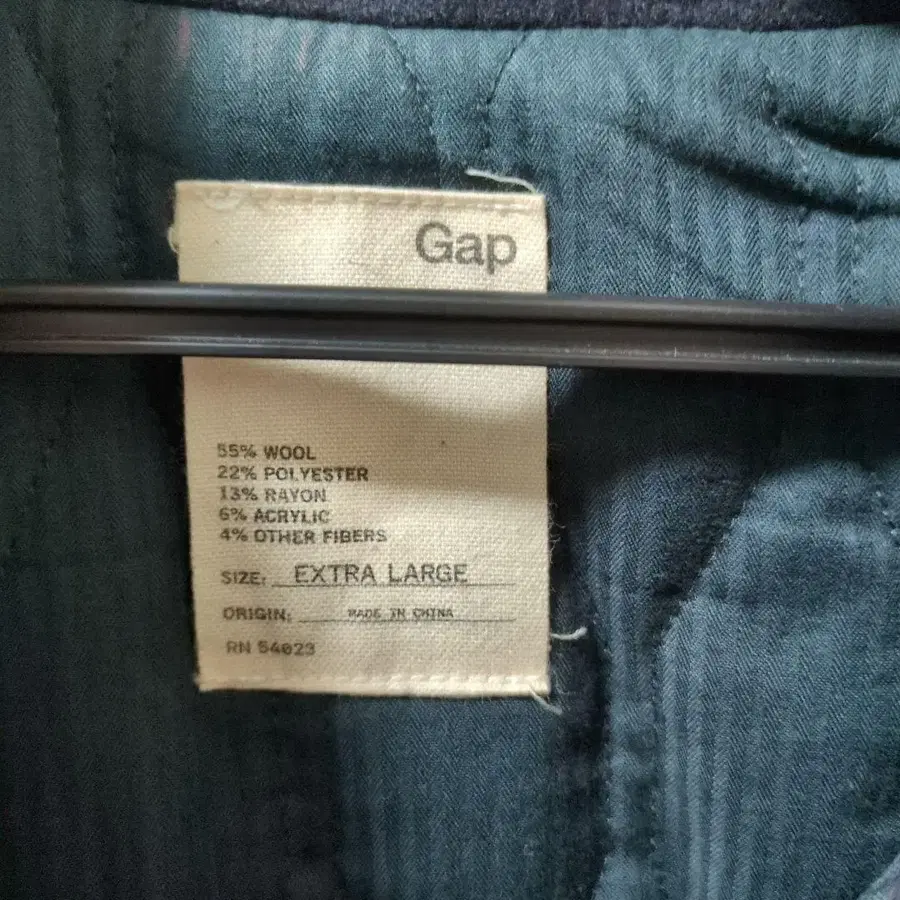 Gap
55% WOOL
22% POLYESTER
13% RAYON
6% ACRYLIC
4% OTHER FIBERS
SIZE: EXTRA LARGE
ORIGIN: MADE IN CHINA
RN 54023